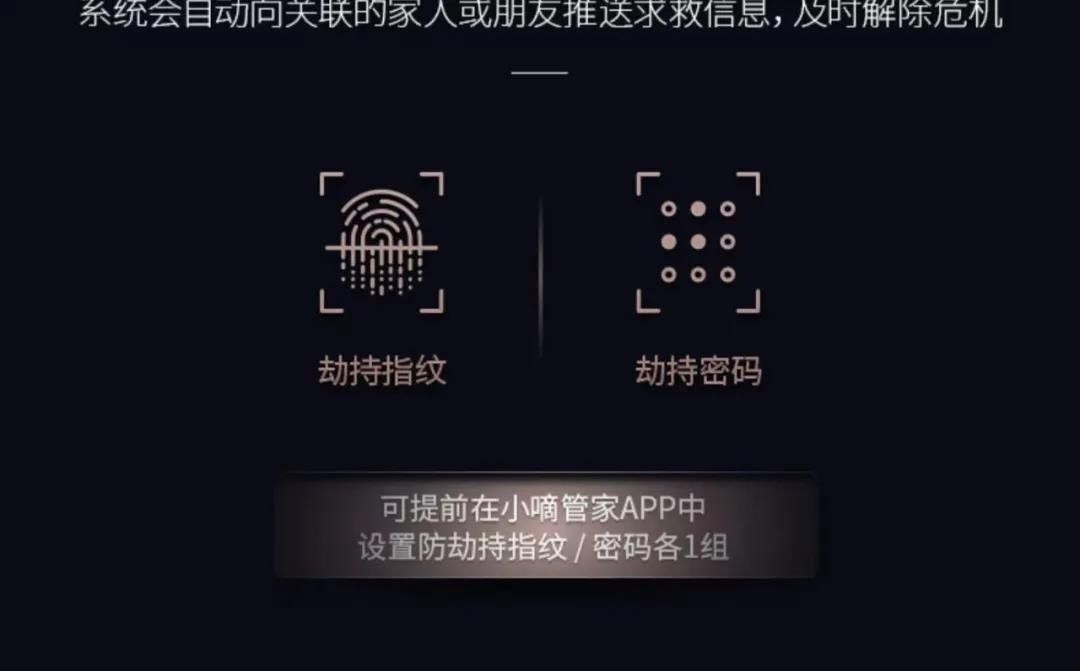 系统会自动向关联的家人或朋友推送求救信息,及时解除危机
劫持指纹
劫持密码
可提前在小嘀管家APP中
设置防劫持指纹 / 密码各1组